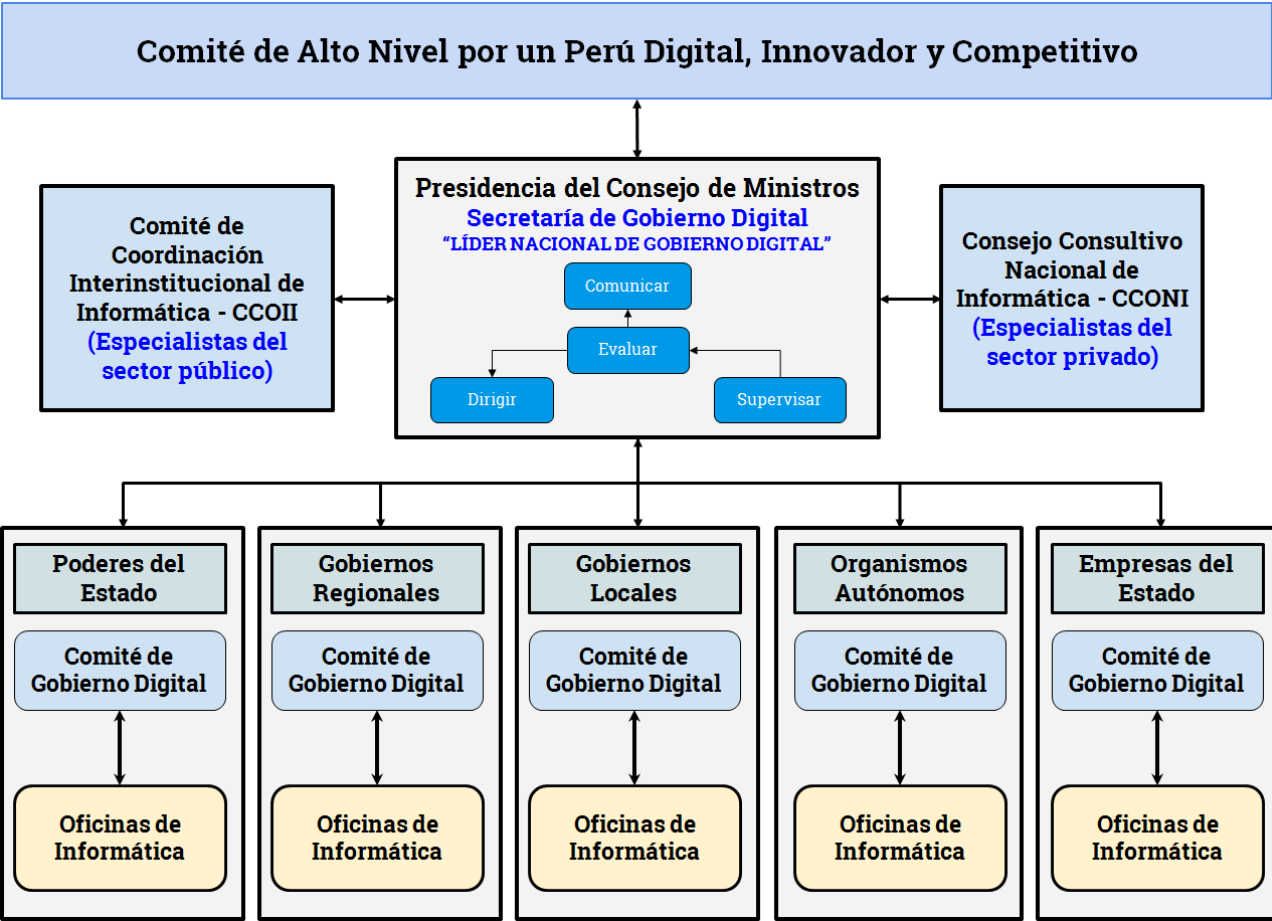 Comité de Alto Nivel por un Perú Digital, Innovador y Competitivo
Comité de
Coordinación
Interinstitucional de
Informática - CCOII
(Especialistas del
sector público)
Presidencia del Consejo de Ministros
Secretaría de Gobierno Digital
“LÍDER NACIONAL DE GOBIERNO DIGITAL”
Comunicar
Evaluar
Dirigir
Supervisar
Consejo Consultivo
Nacional de
Informática - CCONI
(Especialistas del
sector privado)
Poderes del
Estado
Comité de
Gobierno Digital
Oficinas de
Informática
Gobiernos
Regionales
Comité de
Gobierno Digital
Oficinas de
Informática
Gobiernos
Locales
Comité de
Gobierno Digital
Oficinas de
Informática
Organismos
Autónomos
Comité de
Gobierno Digital
Oficinas de
Informática
Empresas del
Estado
Comité de
Gobierno Digital
Oficinas de
Informática